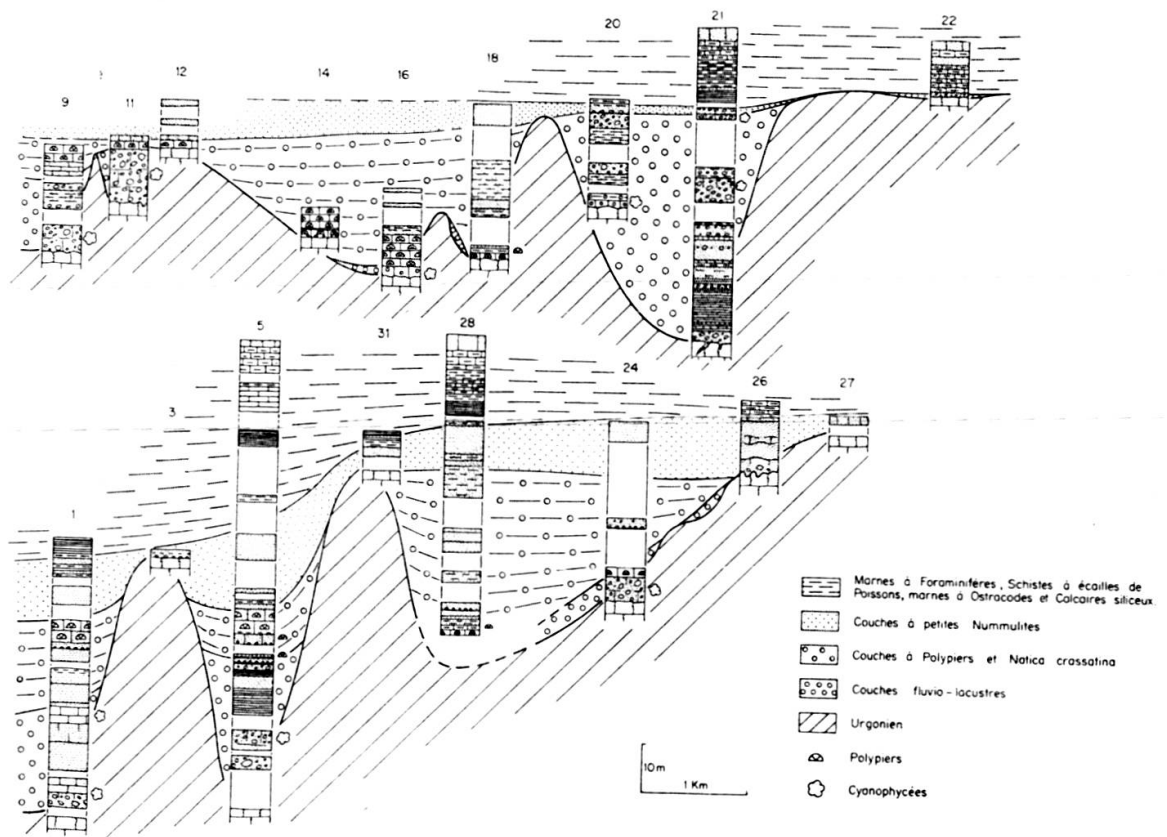 9
11
12
14
16
18
20
21
22
1
3
5
31
28
24
26
27
Marnes à Foraminifères, Schistes à écailles de
Poissons, marnes à Ostracodes et Calcaires siliceux.
Couches à petites Nummulites
Couches à Polypiers et Natica crassatina
Couches fluvio-lacustres
Urgonien
Polypiers
Cyanophycées
10m
1 Km